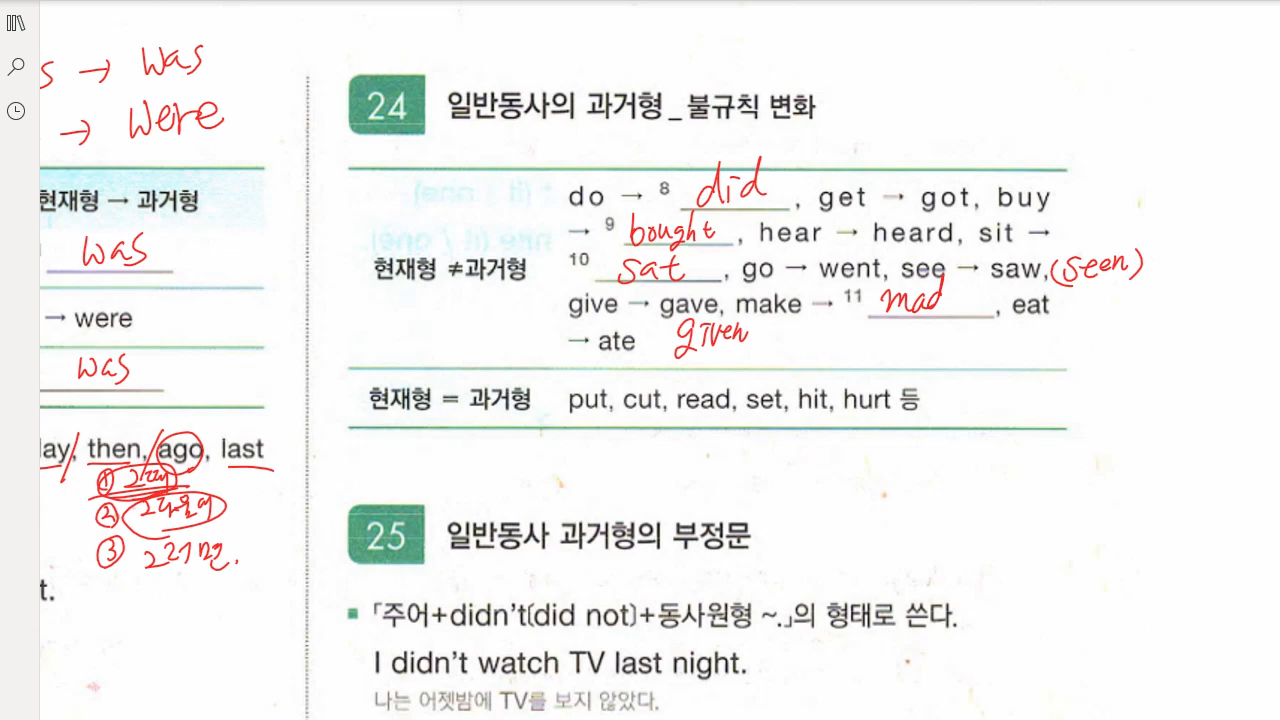 s → was
→ were
현재형 → 과거형
was
→ were
was
lay, then, ago, last
① 그때
② 그 다음에
③ 그러면.
t.
24 일반동사의 과거형_불규칙 변화
do → 8 did, get → got, buy
→ 9 bought, hear → heard, sit →
현재형 ≠과거형
10 sat, go → went, see → saw, (seen)
give → gave, make → 11 mad, eat
→ ate given
현재형 = 과거형 put, cut, read, set, hit, hurt 등
25 일반동사 과거형의 부정문
「주어+didn't(did not)+동사원형 ~.」의 형태로 쓴다.
I didn't watch TV last night.
나는 어젯밤에 TV를 보지 않았다.